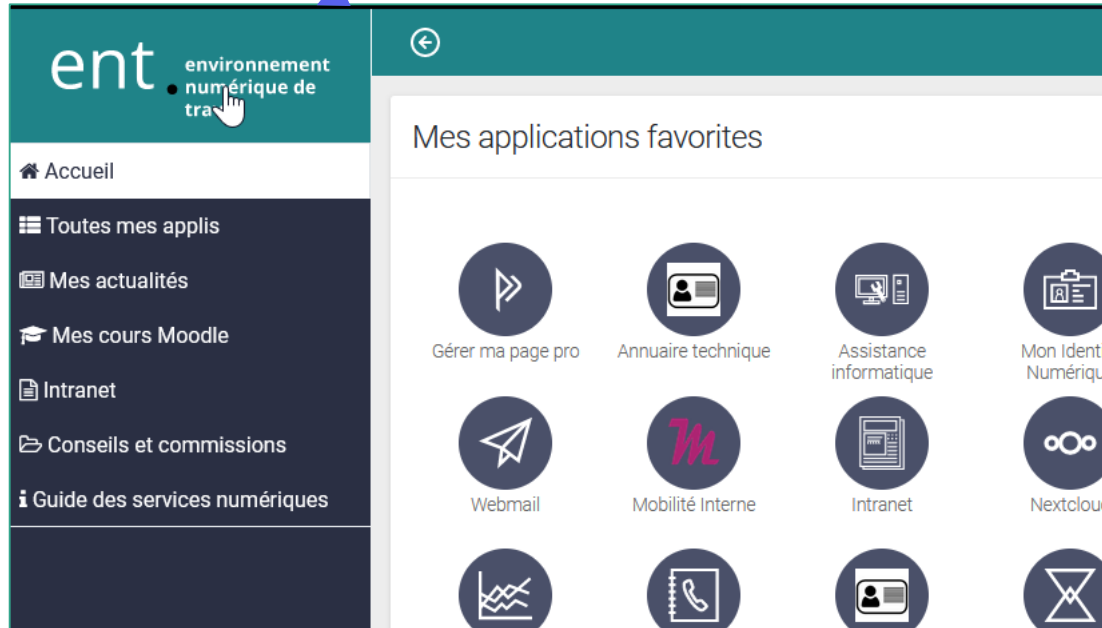 ent.
environnement
numérique de
Accueil
Toutes mes applis
Mes actualités
Mes cours Moodle
Intranet
Conseils et commissions
Guide des services numériques
Mes applications favorites
Gérer ma page pro
Annuaire technique
Assistance
informatique
Mon
Webmail
Mobilité Interne
Intranet